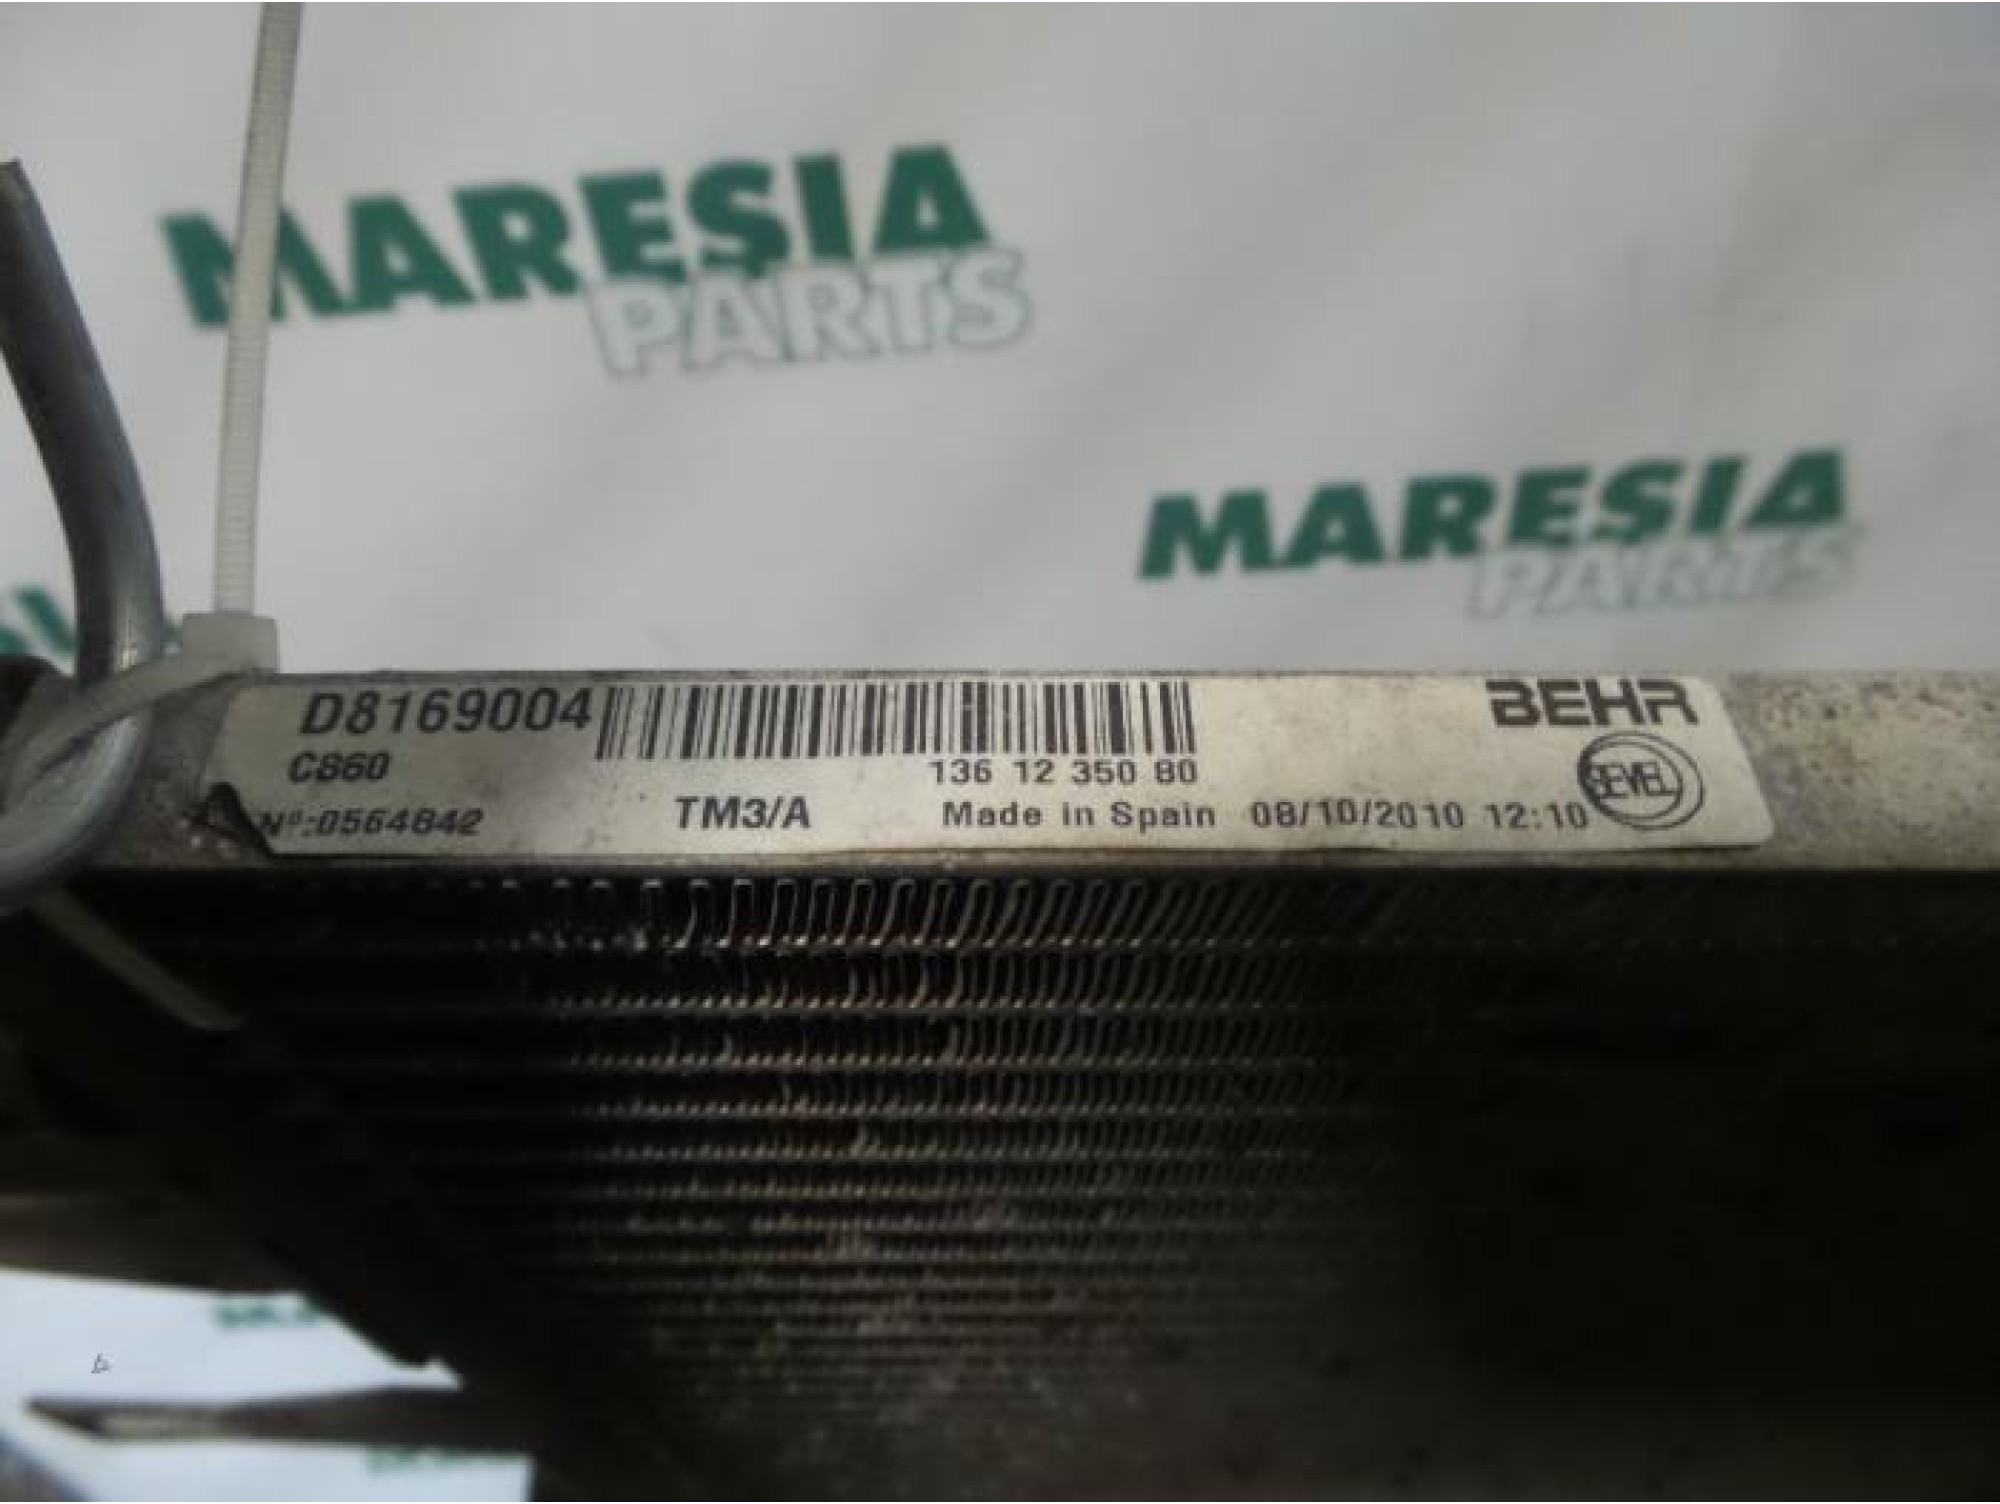 MARESIA
PARTS
MARESIA
PARTS
D8169004
BEHR
C860
136 12 350 80
Nº:0564842
TM3/A
Made in Spain 08/10/2010 12:10
SEVEL